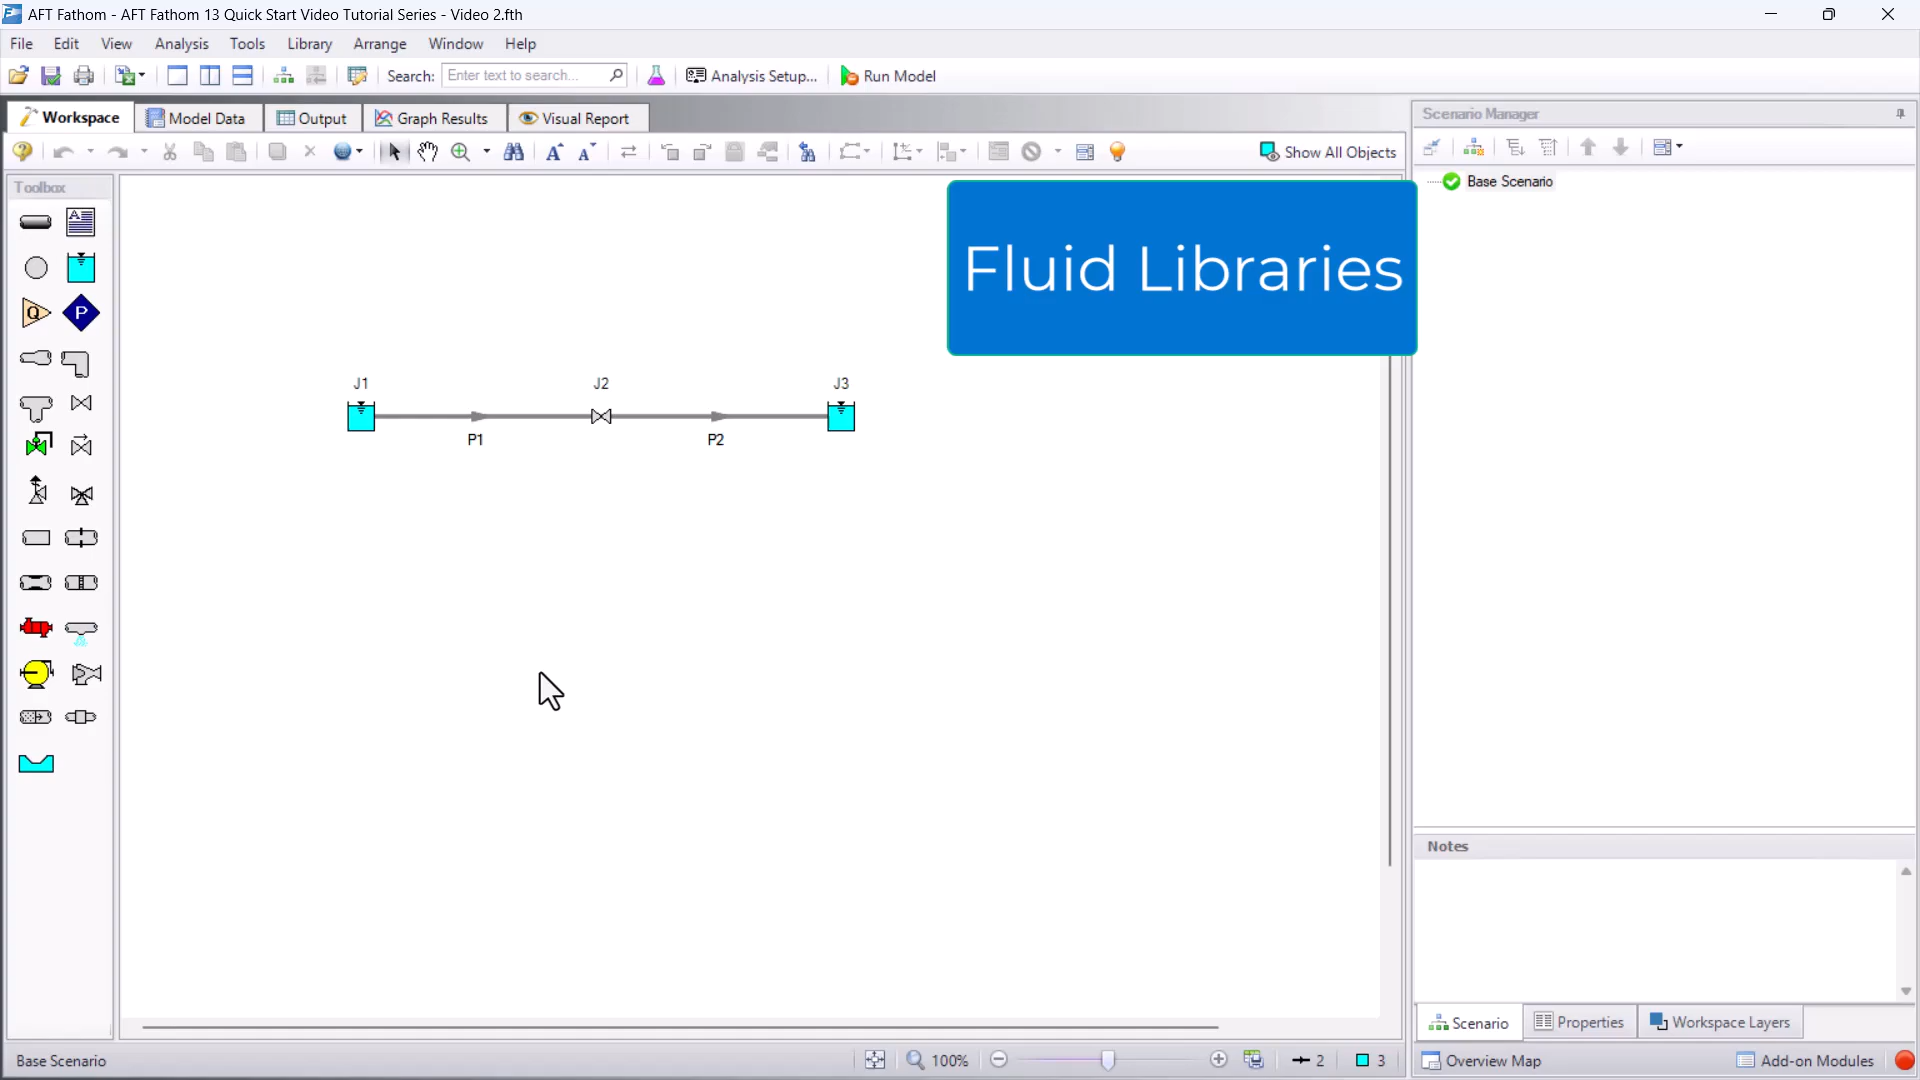 AFT Fathom - AFT Fathom 13 Quick Start Video Tutorial Series - Video 2.fth
File Edit View Analysis Tools Library Arrange Window Help
Search: Enter text to search... Analysis Setup... Run Model
Workspace Model Data Output Graph Results Visual Report
Scenario Manager
A A Show All Objects
Toolbox
Base Scenario
A
Q P
Fluid Libraries
J1 J2 J3
P1 P2
Notes
Scenario Properties Workspace Layers
Base Scenario 100% 2 3 Overview Map Add-on Modules